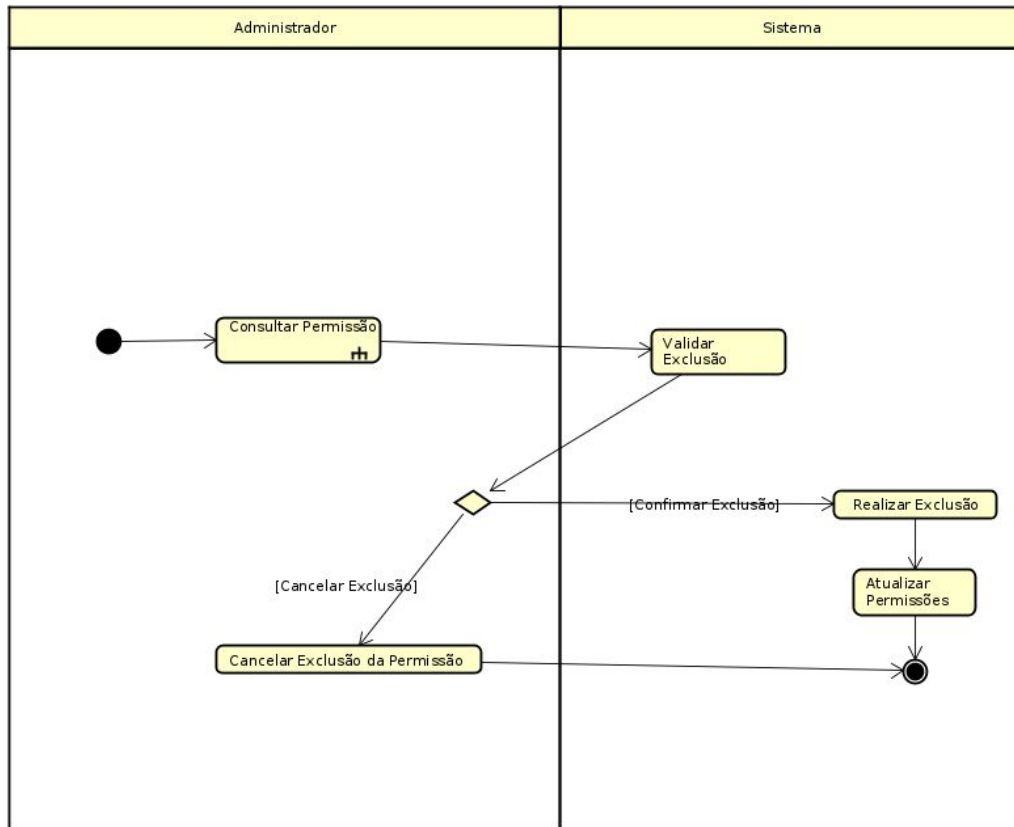 Administrador
Sistema
Consultar Permissão
Validar
Exclusão
[Confirmar Exclusão]
Realizar Exclusão
[Cancelar Exclusão]
Atualizar
Permissões
Cancelar Exclusão da Permissão